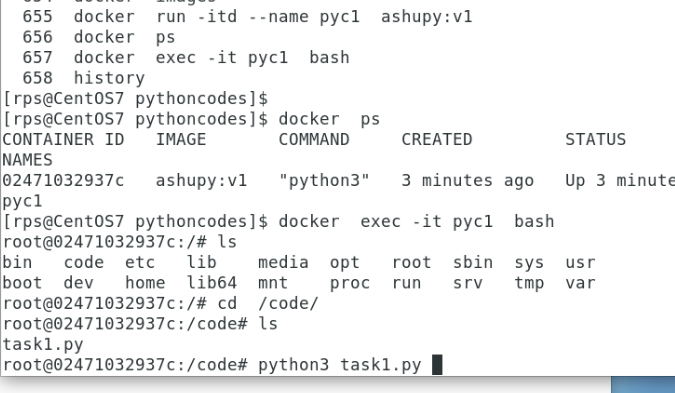 655  docker  run -itd --name pyc1  ashupy:v1
656  docker  ps
657  docker  exec -it pyc1  bash
658  history
[rps@CentOS7 pythoncodes]$
[rps@CentOS7 pythoncodes]$ docker  ps
CONTAINER ID   IMAGE       COMMAND     CREATED         STATUS
NAMES
02471032937c   ashupy:v1   "python3"   3 minutes ago   Up 3 minute
pyc1
[rps@CentOS7 pythoncodes]$ docker  exec -it pyc1  bash
root@02471032937c:/# ls
bin   code  etc   lib    media  opt   root  sbin  sys  usr
boot  dev   home  lib64  mnt    proc  run   srv   tmp  var
root@02471032937c:/# cd  /code/
root@02471032937c:/code# ls
task1.py
root@02471032937c:/code# python3 task1.py